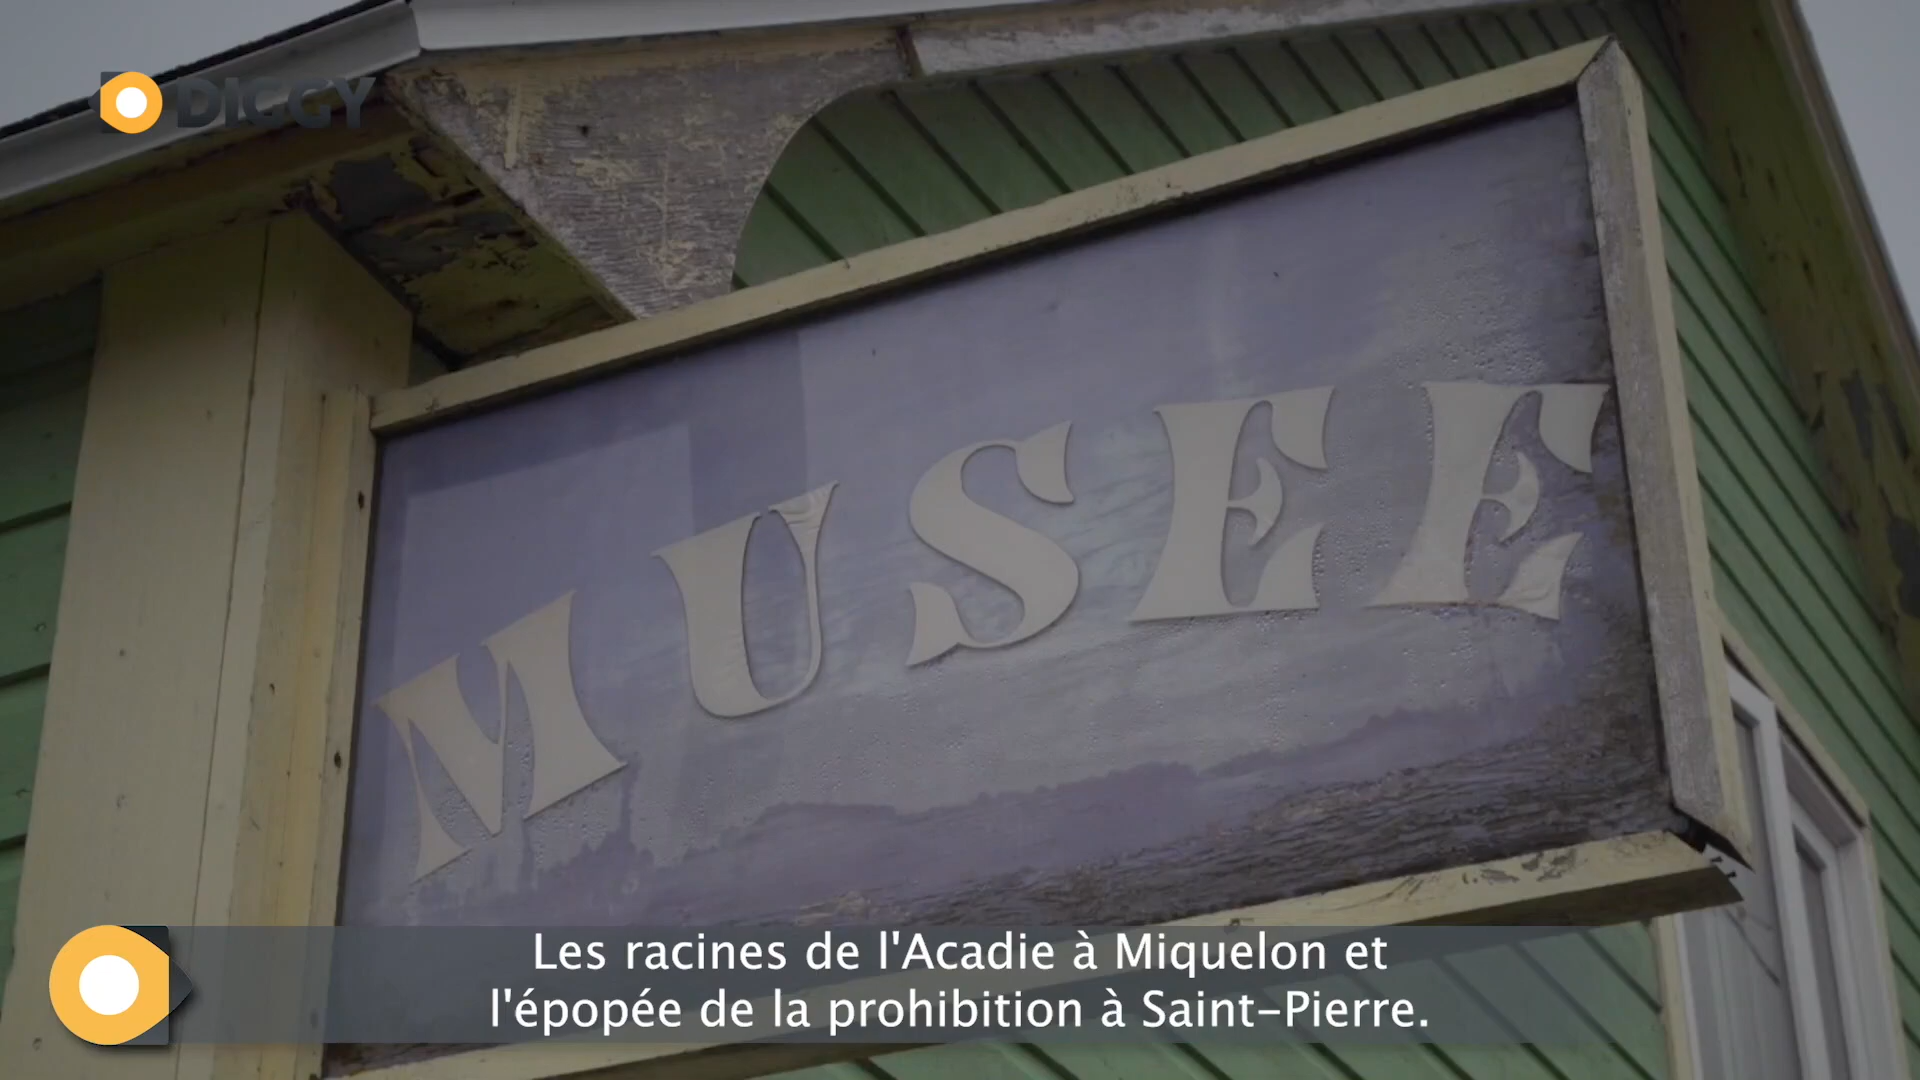 DIGGY
MUSEE
Les racines de l'Acadie à Miquelon et
l'épopée de la prohibition à Saint-Pierre.